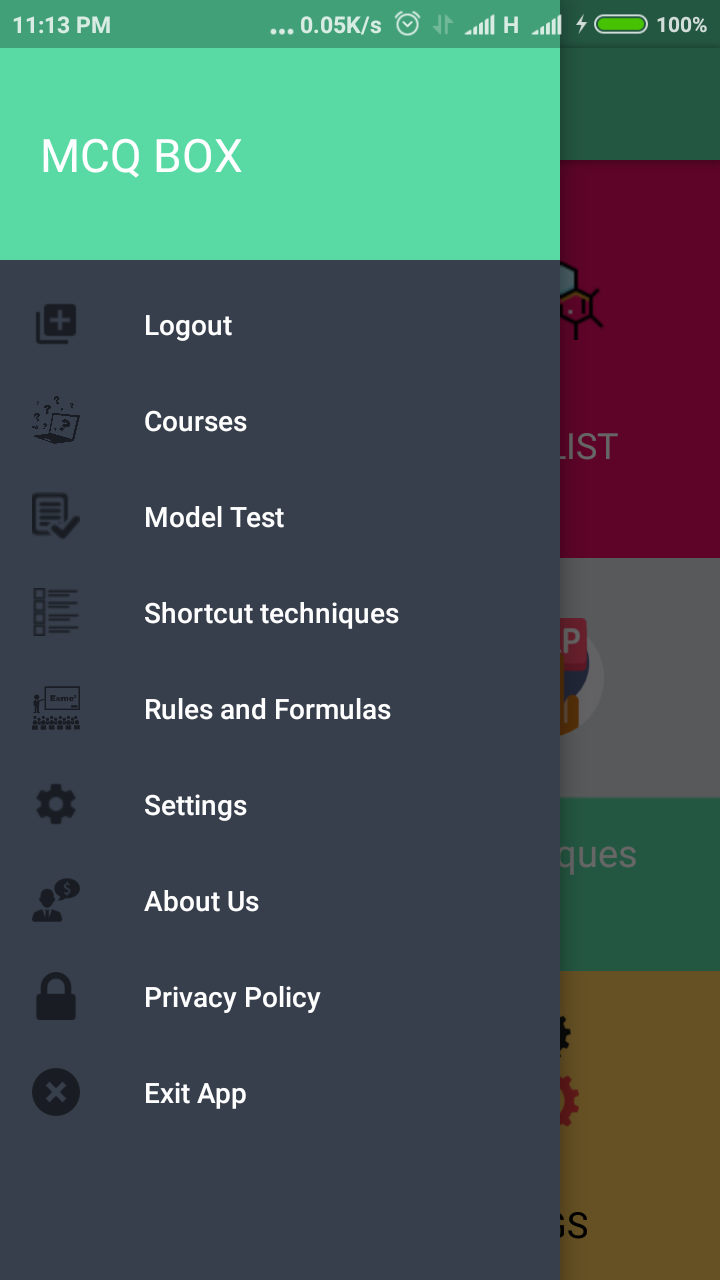 11:13 PM ... 0.05K/s H 100%
MCQ BOX
Logout
Courses
Model Test
Shortcut techniques
Rules and Formulas
Settings
About Us
Privacy Policy
Exit App
LIST
P
ques
GS